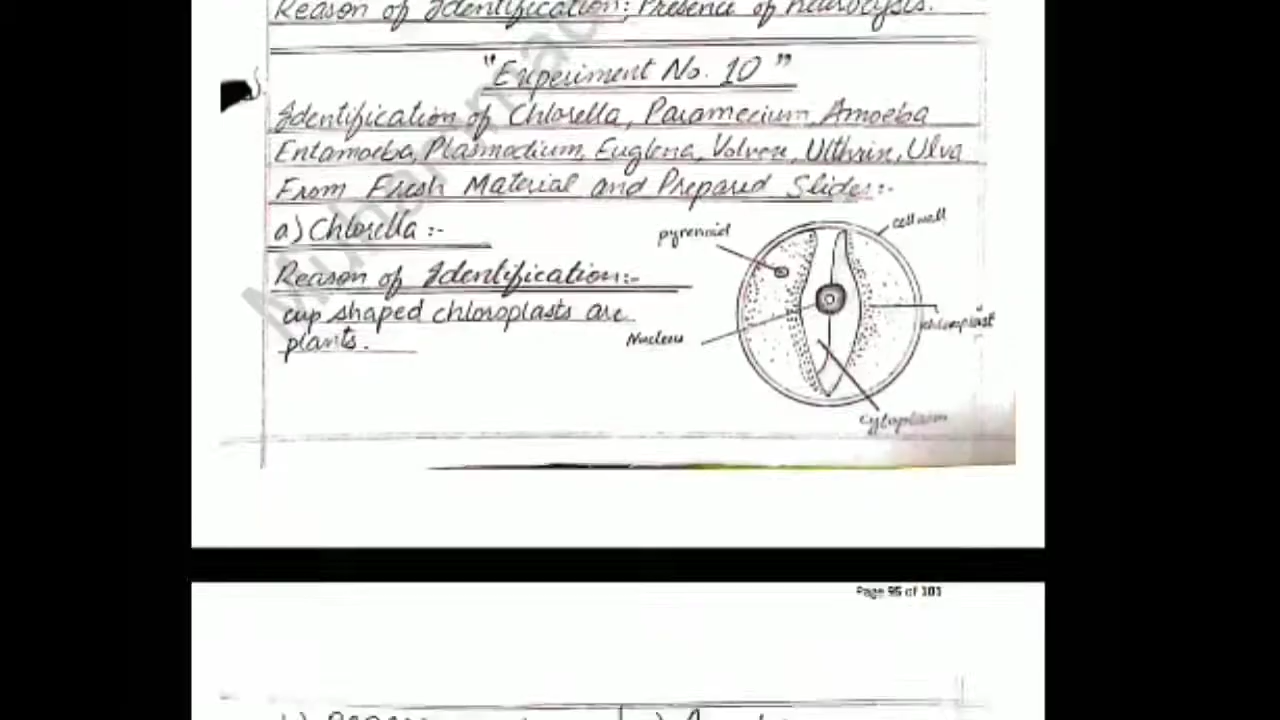 Reason of Identification: Presence of heterocysts.
"Experiment No. 10"
Identification of Chlorella, Paramecium, Amoeba
Entamoeba, Plasmodium, Euglena, Volvox, Ulthrix, Ulva
From Fresh Material and Prepared Slides:-
a) Chlorella :-
pyrenoid
cell wall
Reason of Identification:-
cup shaped chloroplasts are
plants.
chloroplast
Nucleus
cytoplasm
Page 95 of 101